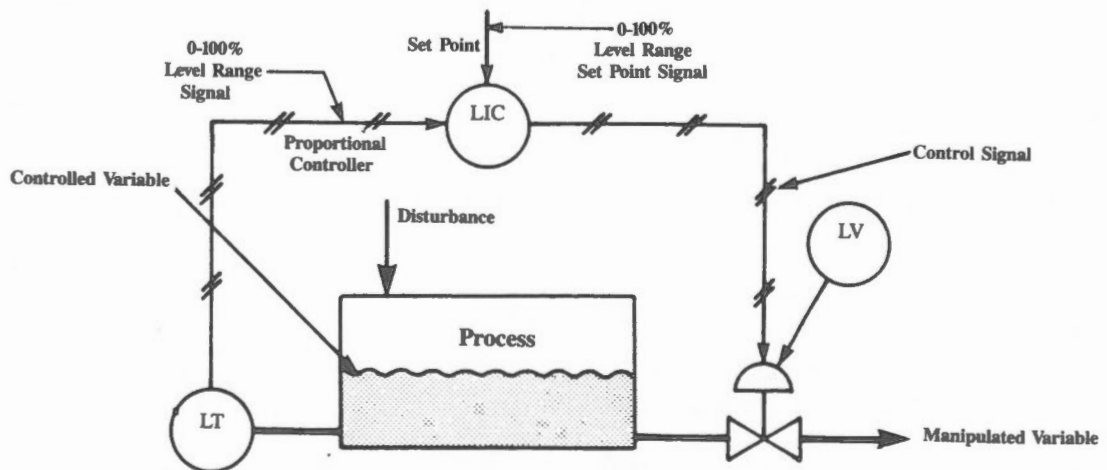 0-100%
Level Range
Signal
Set Point
0-100%
Level Range
Set Point Signal
LIC
Proportional
Controller
Control Signal
Controlled Variable
Disturbance
LV
Process
LT
Manipulated Variable